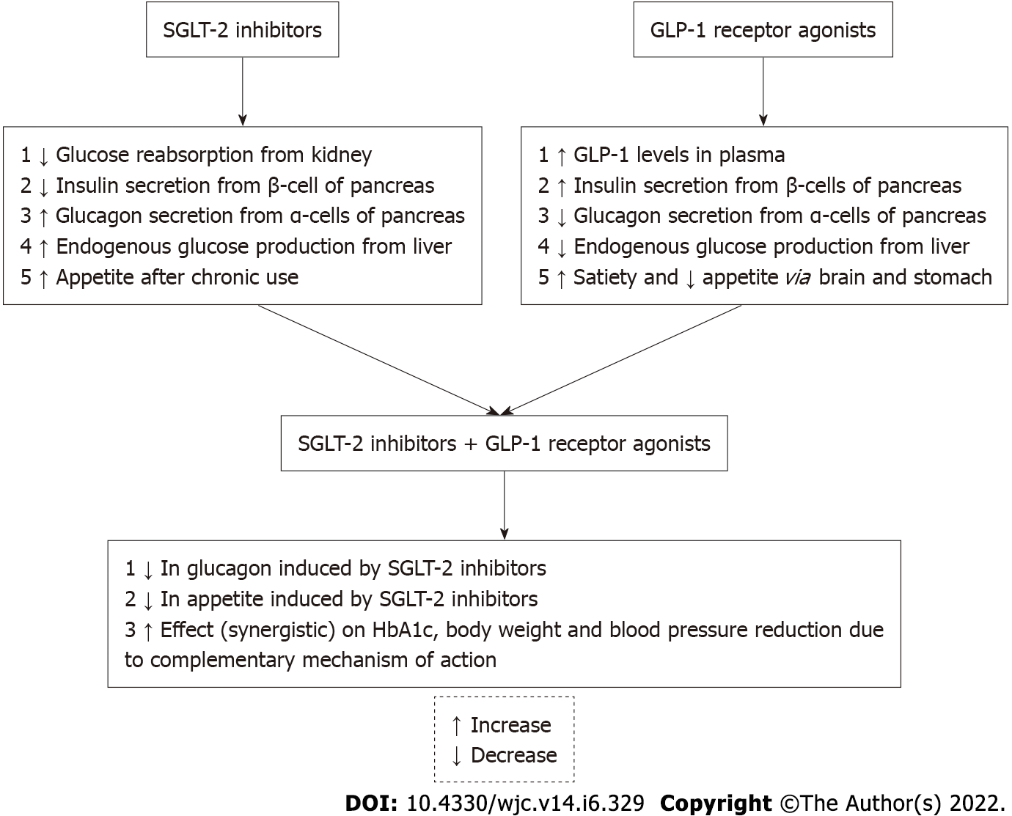 SGLT-2 inhibitors
GLP-1 receptor agonists
1 ↓ Glucose reabsorption from kidney
2 ↓ Insulin secretion from β-cell of pancreas
3 ↑ Glucagon secretion from α-cells of pancreas
4 ↑ Endogenous glucose production from liver
5 ↑ Appetite after chronic use
1 ↑ GLP-1 levels in plasma
2 ↑ Insulin secretion from β-cells of pancreas
3 ↓ Glucagon secretion from α-cells of pancreas
4 ↓ Endogenous glucose production from liver
5 ↑ Satiety and ↓ appetite via brain and stomach
SGLT-2 inhibitors + GLP-1 receptor agonists
1 ↓ In glucagon induced by SGLT-2 inhibitors
2 ↓ In appetite induced by SGLT-2 inhibitors
3 ↑ Effect (synergistic) on HbA1c, body weight and blood pressure reduction due
to complementary mechanism of action
↑ Increase
↓ Decrease
DOI: 10.4330/wjc.v14.i6.329 Copyright ©The Author(s) 2022.